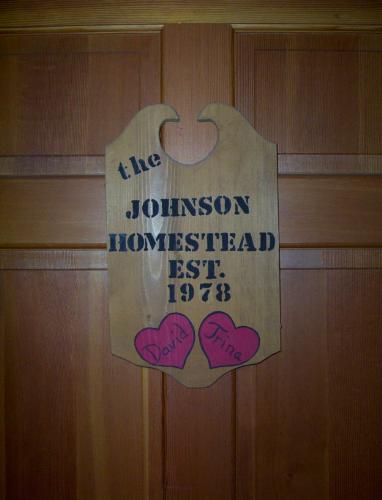 the
JOHNSON
HOMESTEAD
EST.
1978
David Trina